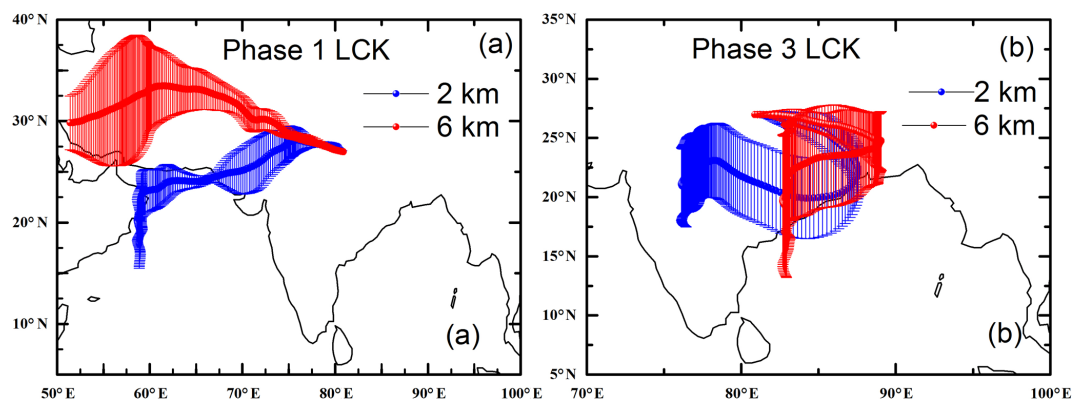 40° N
30° N
20° N
10° N
50° E
60° E
70° E
80° E
90° E
100° E
Phase 1 LCK
(a)
2 km
6 km
(a)
35° N
30° N
25° N
20° N
15° N
10° N
5° N
70° E
80° E
90° E
100° E
Phase 3 LCK
(b)
2 km
6 km
(b)